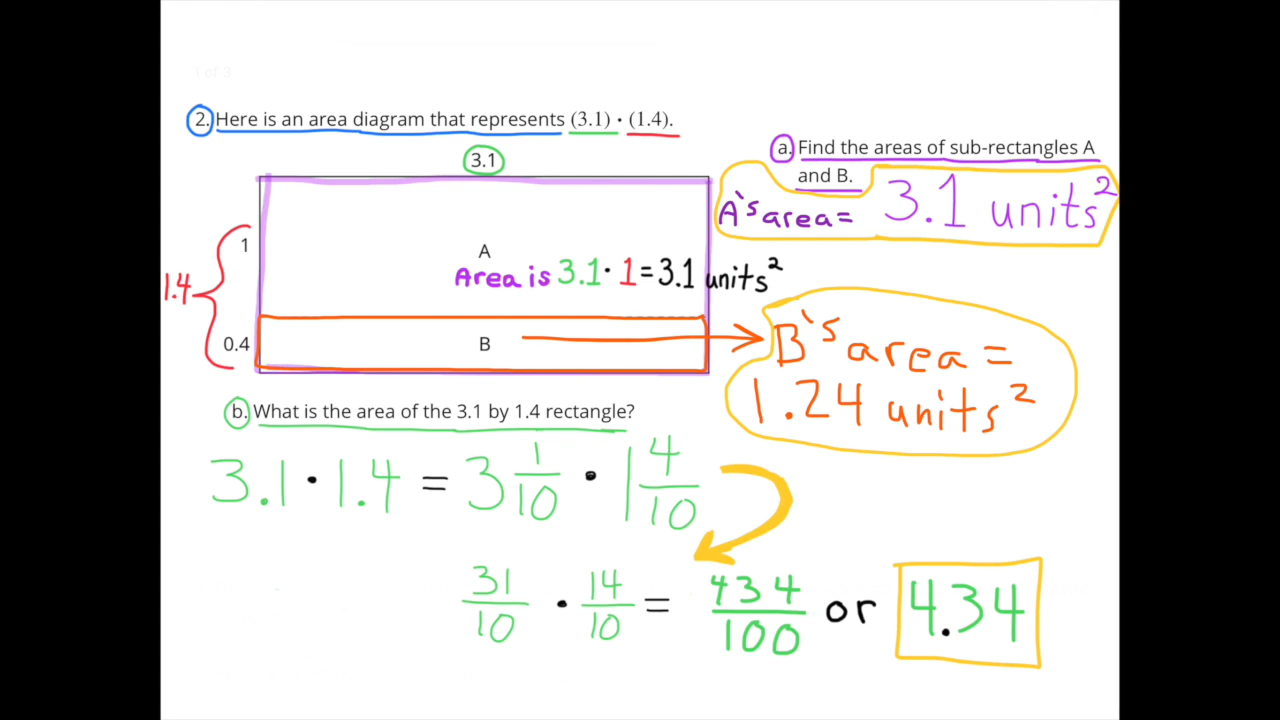 1 of 3
2. Here is an area diagram that represents (3.1) · (1.4).
3.1
a. Find the areas of sub-rectangles A
and B.
A`s area = 3.1 units²
1
1.4
A
Area is 3.1 · 1 = 3.1 units²
0.4
B
B`s area =
1.24 units²
b. What is the area of the 3.1 by 1.4 rectangle?
3.1 · 1.4 = 3 1/10 · 1 4/10
31/10 · 14/10 = 434/100 or 4.34